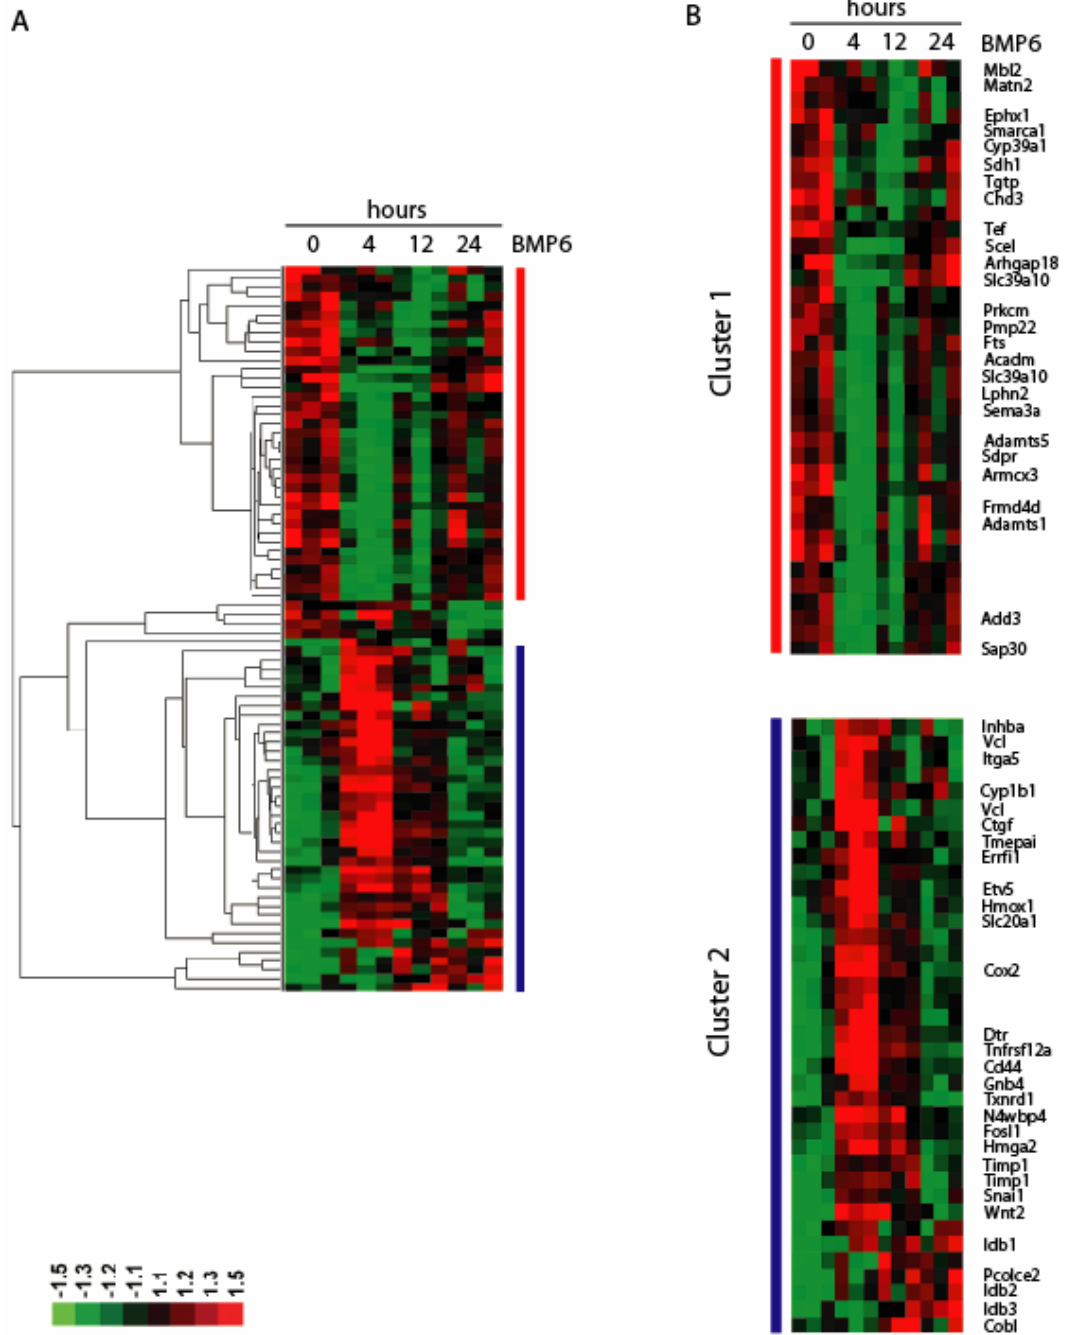 A
hours
0 4 12 24 BMP6
-1.5 -1.3 -1.2 -1.1 1.1 1.2 1.3 1.5
B
hours
0 4 12 24 BMP6
Cluster 1
Mbl2
Matn2
Ephx1
Smarca1
Cyp39a1
Sdh1
Tgtp
Chd3
Tef
Scel
Arhgap18
Slc39a10
Prkcm
Pmp22
Fts
Acadm
Slc39a10
Lphn2
Sema3a
Adamts5
Sdpr
Armcx3
Frmd4d
Adamts1
Add3
Sap30
Cluster 2
Inhba
Vcl
Itga5
Cyp1b1
Vcl
Ctgf
Tmepai
Errfi1
Etv5
Hmox1
Slc20a1
Cox2
Dtr
Tnfrsf12a
Cd44
Gnb4
Txnrd1
N4wbp4
Fosl1
Hmga2
Timp1
Timp1
Snai1
Wnt2
Idb1
Pcolce2
Idb2
Idb3
Cobl